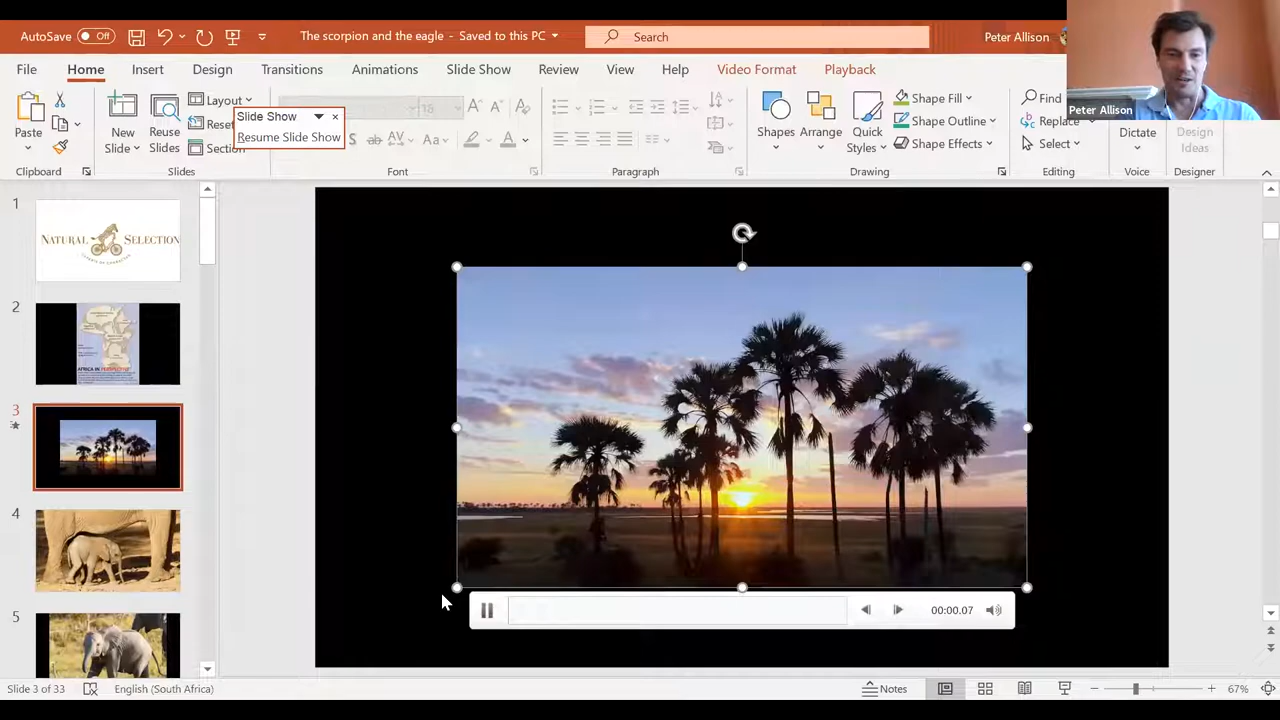 AutoSave Off
The scorpion and the eagle - Saved to this PC
Search
Peter Allison
File Home Insert Design Transitions Animations Slide Show Review View Help Video Format Playback
Paste
Clipboard
New Slide
Reuse Slides
Layout
Reset
Section
Slides
Slide Show
Resume Slide Show
18
Font
Paragraph
Shapes
Arrange
Quick Styles
Shape Fill
Shape Outline
Shape Effects
Drawing
Find
Replace
Select
Editing
Dictate
Voice
Design Ideas
Designer
Peter Allison
1
NATURAL SELECTION
2
AFRICA IN PERSPECTIVE
3
4
5
00:00.07
Slide 3 of 33
English (South Africa)
Notes
67%